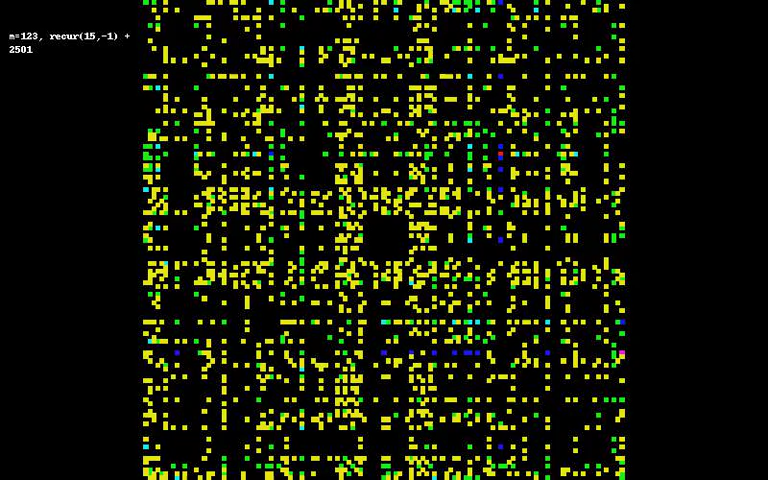 m=123, recur(15,-1) +
2501